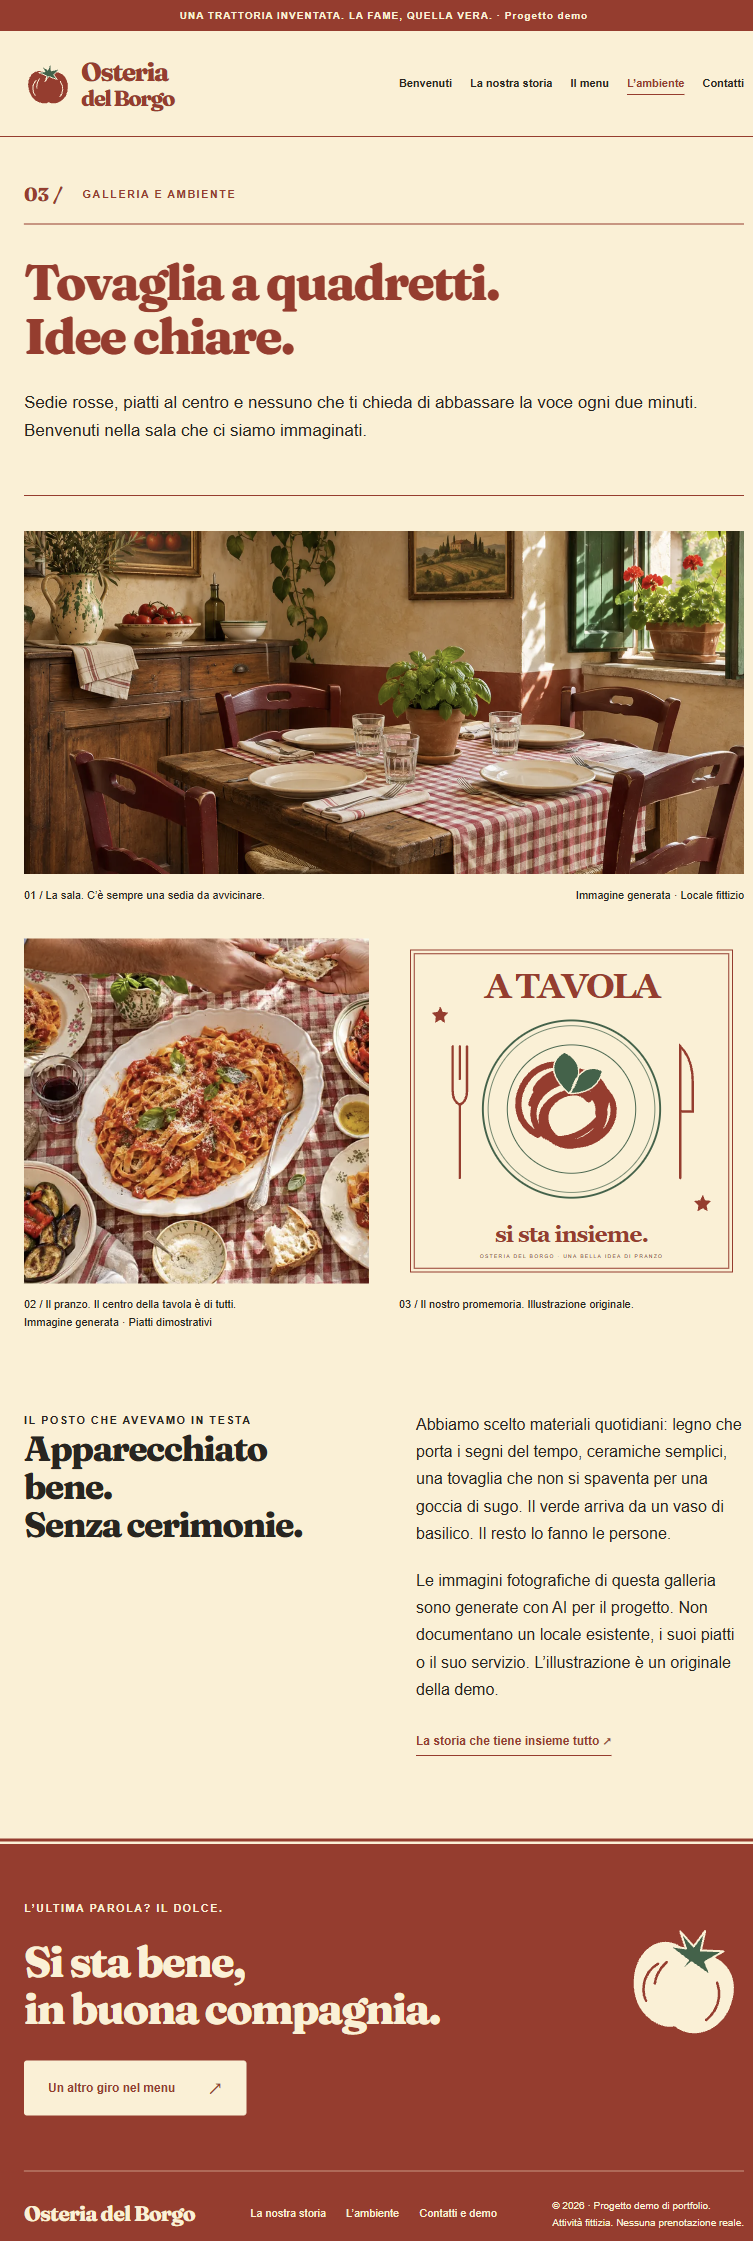 UNA TRATTORIA INVENTATA. LA FAME, QUELLA VERA. · Progetto demo
Osteria
del Borgo
Benvenuti
La nostra storia
Il menu
L'ambiente
Contatti
03 /
GALLERIA E AMBIENTE
Tovaglia a quadretti.
Idee chiare.
Sedie rosse, piatti al centro e nessuno che ti chieda di abbassare la voce ogni due minuti.
Benvenuti nella sala che ci siamo immaginati.
01 / La sala. C'è sempre una sedia da avvicinare.
Immagine generata · Locale fittizio
A TAVOLA
si sta insieme.
OSTERIA DEL BORGO · UNA BELLA IDEA DI PRANZO
02 / Il pranzo. Il centro della tavola è di tutti.
Immagine generata · Piatti dimostrativi
03 / Il nostro promemoria. Illustrazione originale.
IL POSTO CHE AVEVAMO IN TESTA
Apparecchiato
bene.
Senza cerimonie.
Abbiamo scelto materiali quotidiani: legno che
porta i segni del tempo, ceramiche semplici,
una tovaglia che non si spaventa per una
goccia di sugo. Il verde arriva da un vaso di
basilico. Il resto lo fanno le persone.
Le immagini fotografiche di questa galleria
sono generate con AI per il progetto. Non
documentano un locale esistente, i suoi piatti
o il suo servizio. L'illustrazione è un originale
della demo.
La storia che tiene insieme tutto ↗
L'ULTIMA PAROLA? IL DOLCE.
Si sta bene,
in buona compagnia.
Un altro giro nel menu ↗
Osteria del Borgo
La nostra storia
L'ambiente
Contatti e demo
© 2026 · Progetto demo di portfolio.
Attività fittizia. Nessuna prenotazione reale.